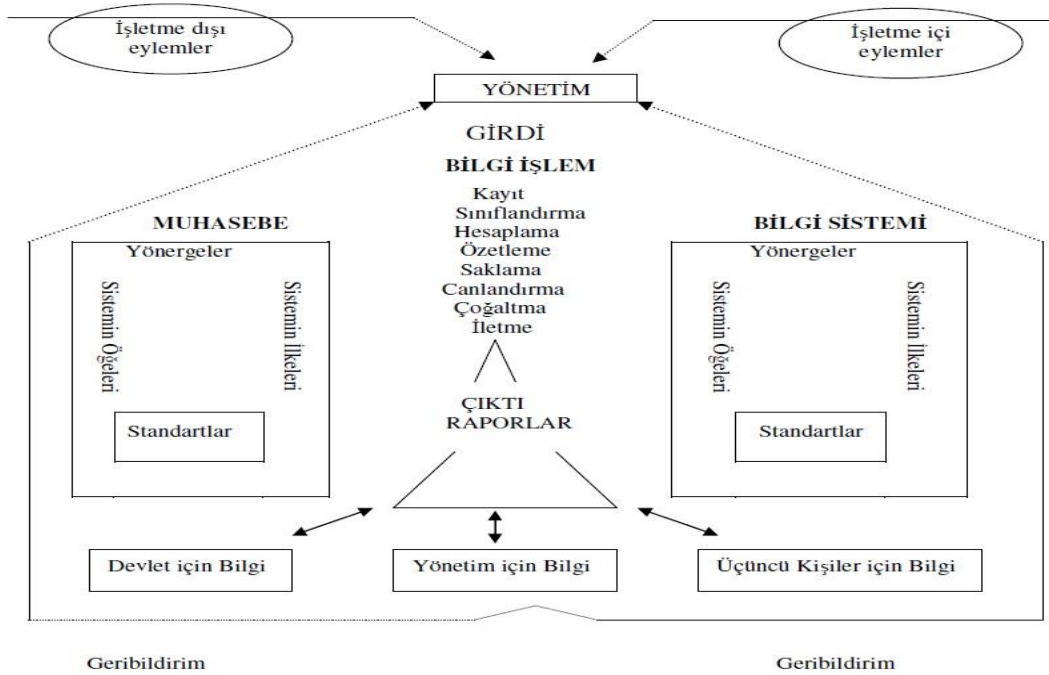 İşletme dışı
eylemler
İşletme içi
eylemler
YÖNETİM
GİRDİ
BİLGİ İŞLEM
Kayıt
Sınıflandırma
Hesaplama
Özetleme
Saklama
Canlandırma
Çoğaltma
İletme
MUHASEBE
Yönergeler
Sistemin Öğeleri
Sistemin İlkeleri
Standartlar
BİLGİ SİSTEMİ
Yönergeler
Sistemin Öğeleri
Sistemin İlkeleri
Standartlar
ÇIKTI
RAPORLAR
Devlet için Bilgi
Yönetim için Bilgi
Üçüncü Kişiler için Bilgi
Geribildirim
Geribildirim